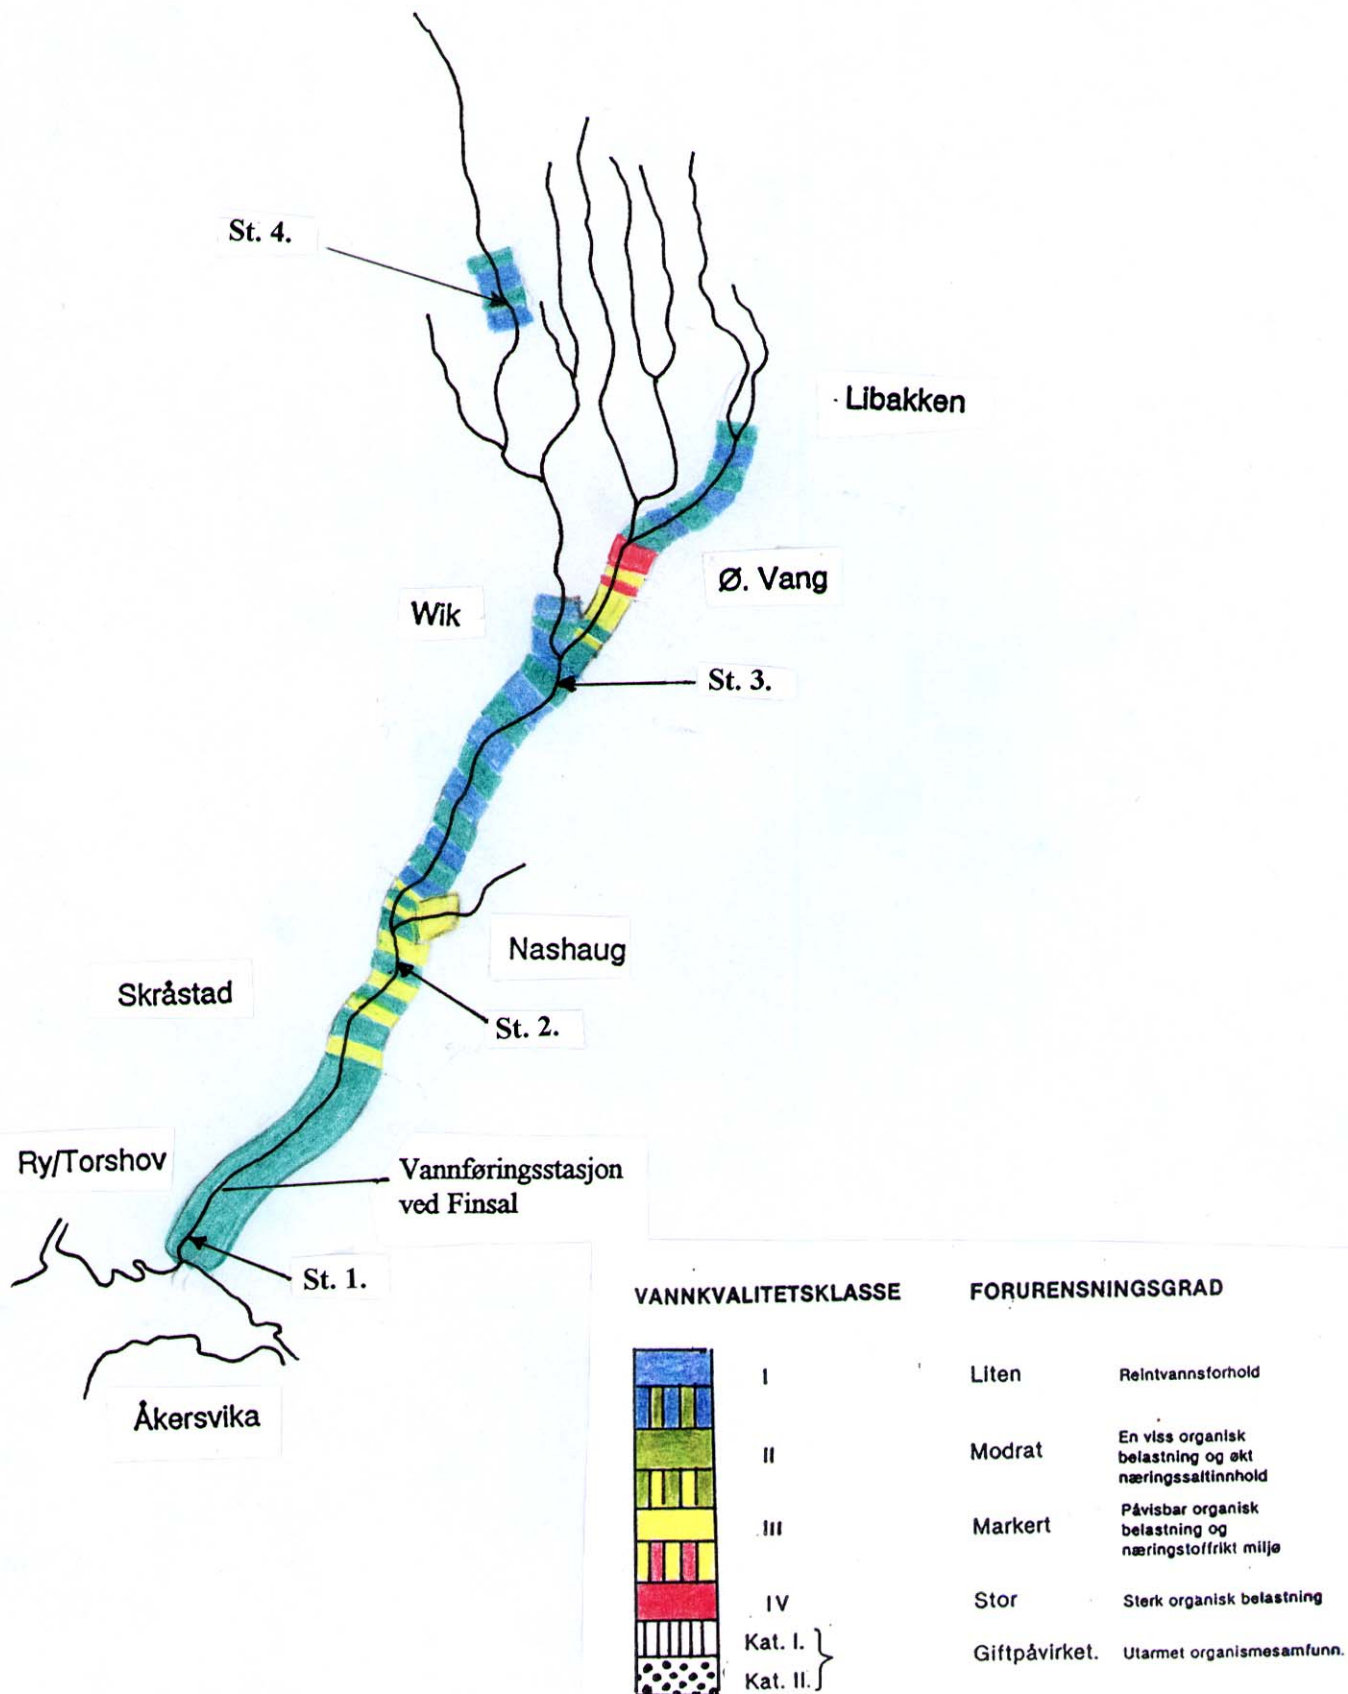 St. 4.
Libakken
Ø. Vang
Wik
St. 3.
Nashaug
Skråstad
St. 2.
Ry/Torshov
Vannføringsstasjon
ved Finsal
St. 1.
Åkersvika
VANNKVALITETSKLASSE FORURENSNINGSGRAD
I Liten Reintvannsforhold
II Modrat En viss organisk
belastning og økt
næringssaltinnhold
III Markert Påvisbar organisk
belastning og
næringstoffrikt miljø
IV Stor Sterk organisk belastning
Kat. I.
Giftpåvirket. Utarmet organismesamfunn.
Kat. II.